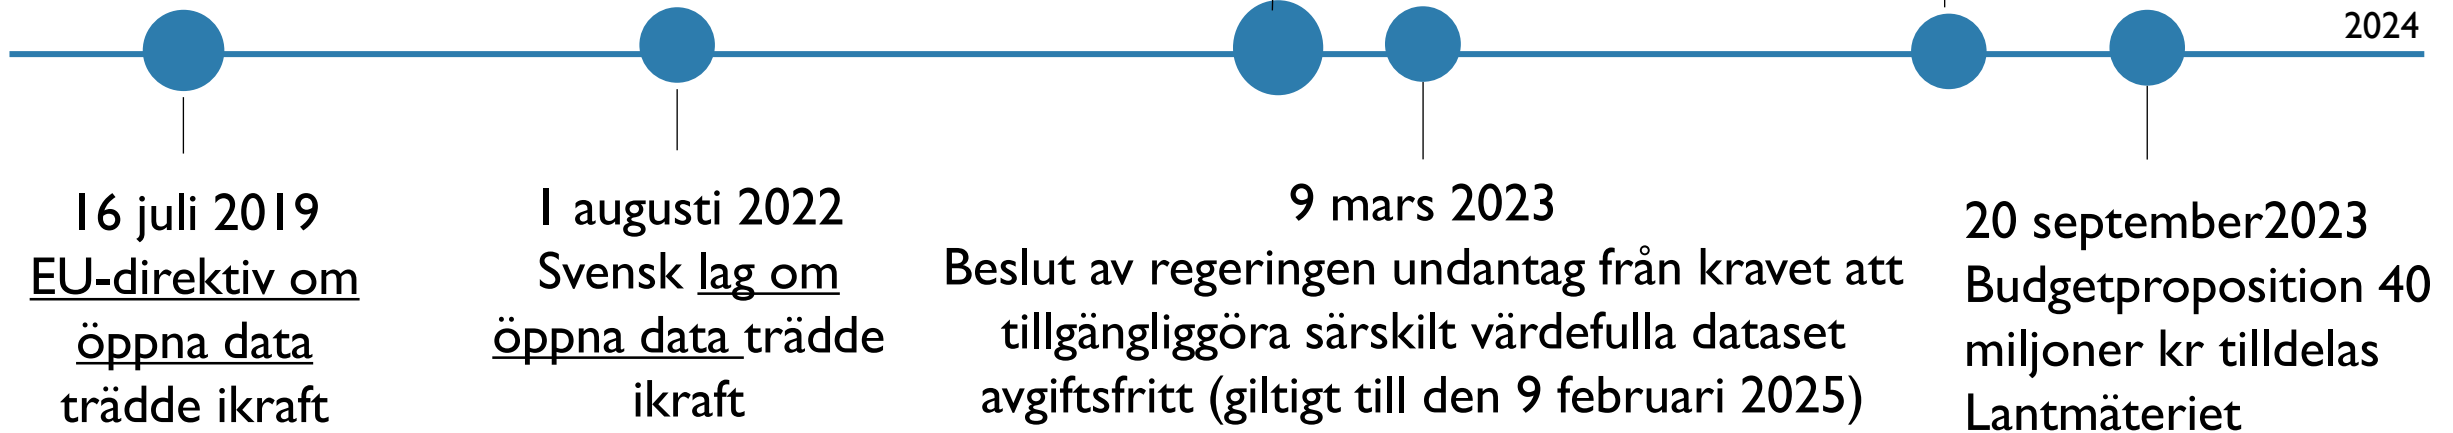 2024
16 juli 2019
EU-direktiv om
öppna data
trädde ikraft
1 augusti 2022
Svensk lag om
öppna data trädde
ikraft
9 mars 2023
Beslut av regeringen undantag från kravet att
tillgängliggöra särskilt värdefulla dataset
avgiftsfritt (giltigt till den 9 februari 2025)
20 september2023
Budgetproposition 40
miljoner kr tilldelas
Lantmäteriet